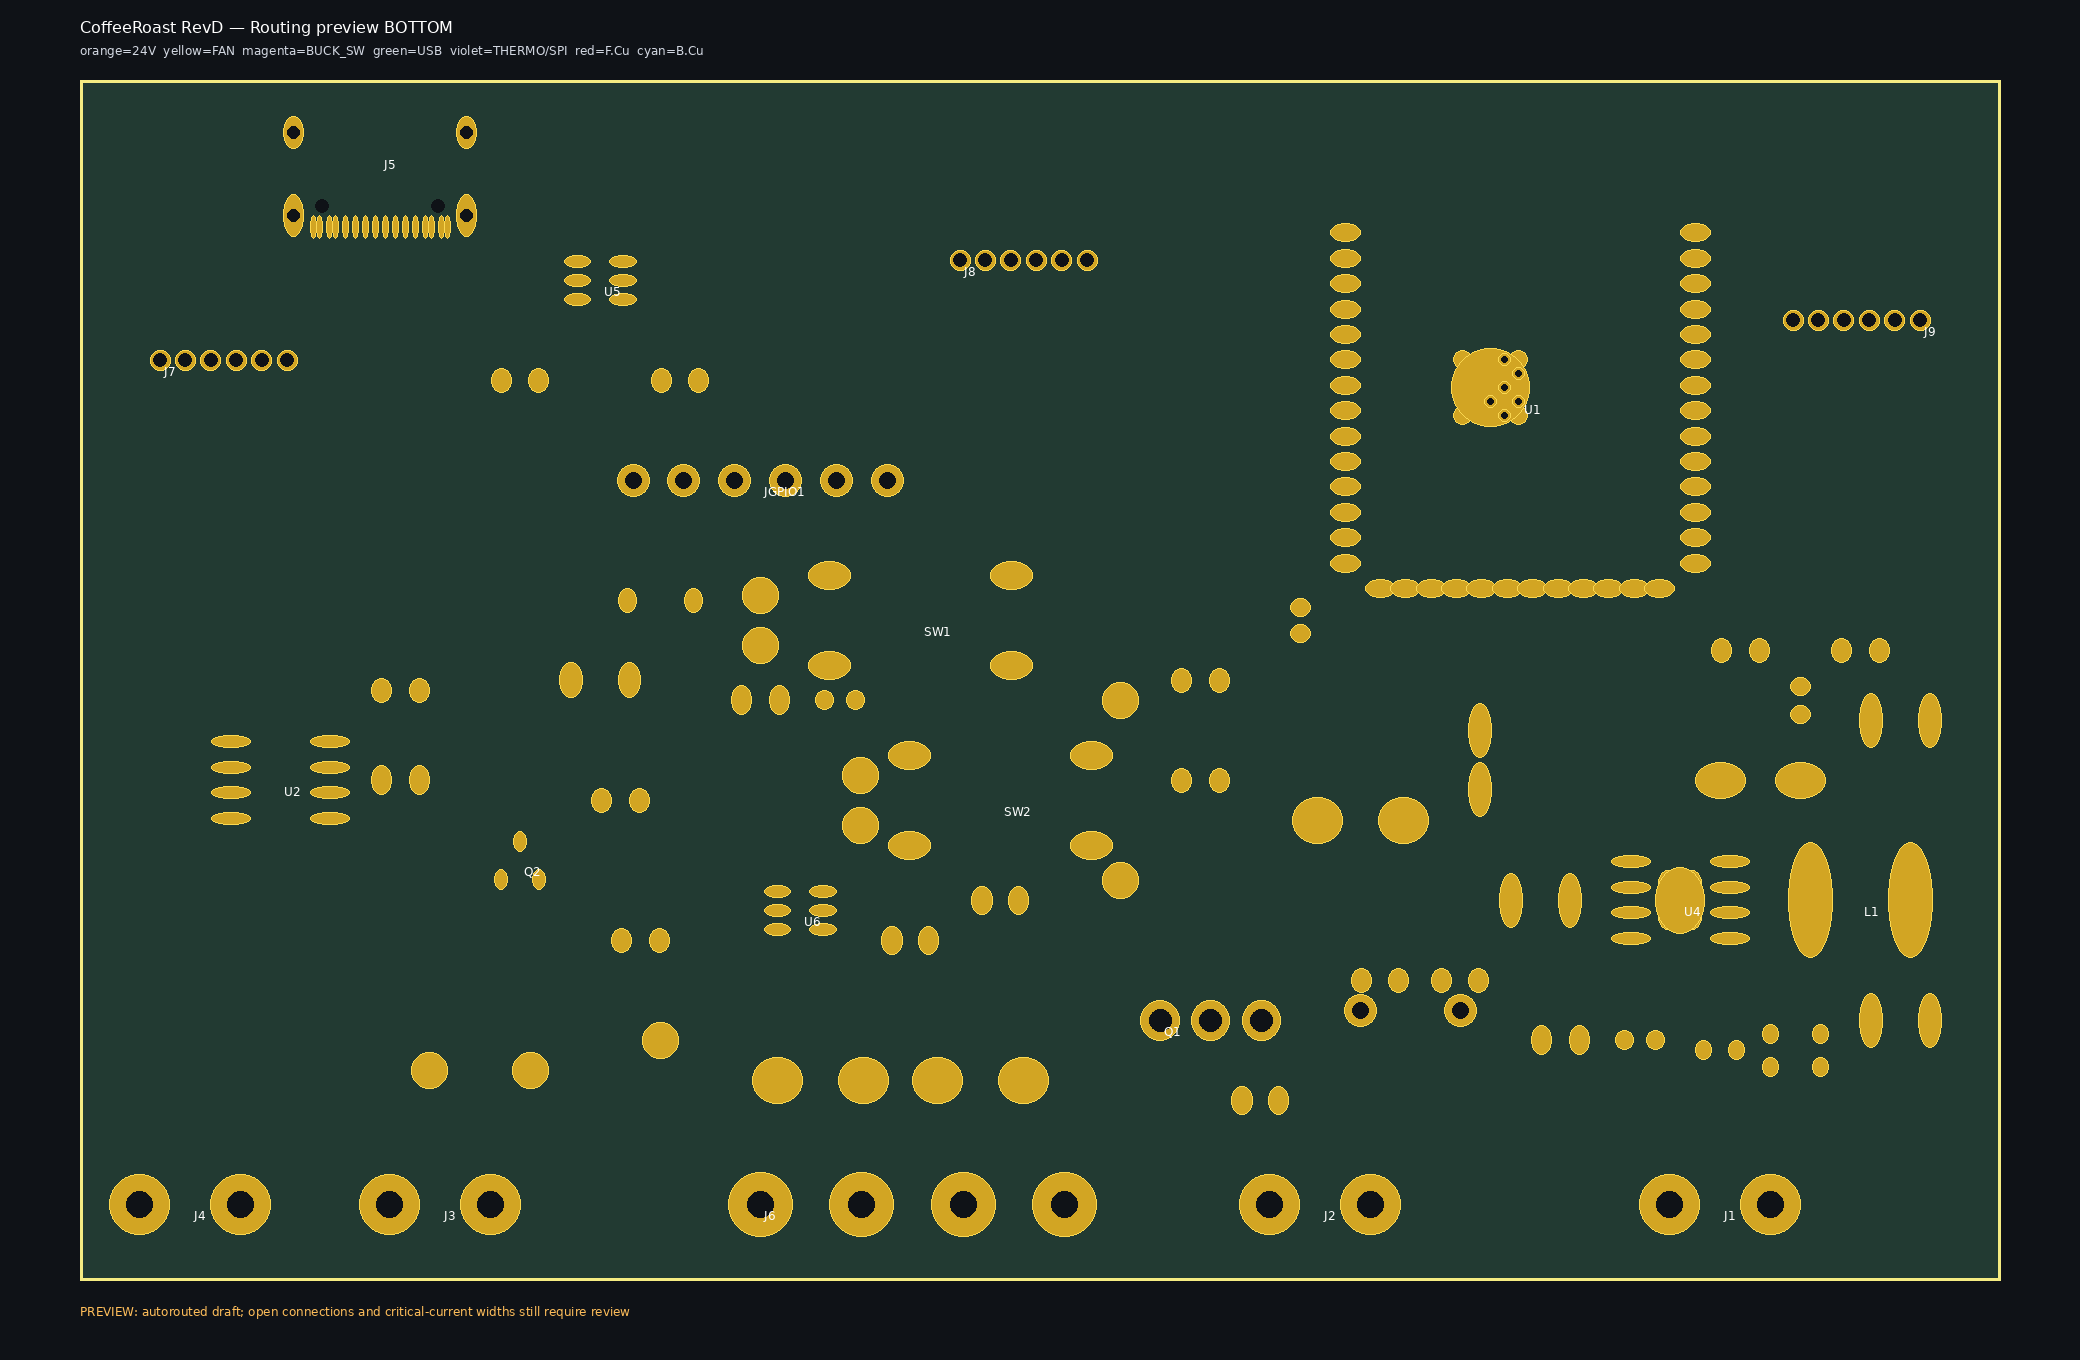 CoffeeRoast RevD — Routing preview BOTTOM
orange=24V yellow=FAN magenta=BUCK_SW green=USB violet=THERMO/SPI red=F.Cu cyan=B.Cu
J5
J8
U5
J9
J7
U1
JGPIO1
SW1
U2
SW2
Q2
U6
U4
L1
Q1
J4
J3
J6
J2
J1
PREVIEW: autorouted draft; open connections and critical-current widths still require review